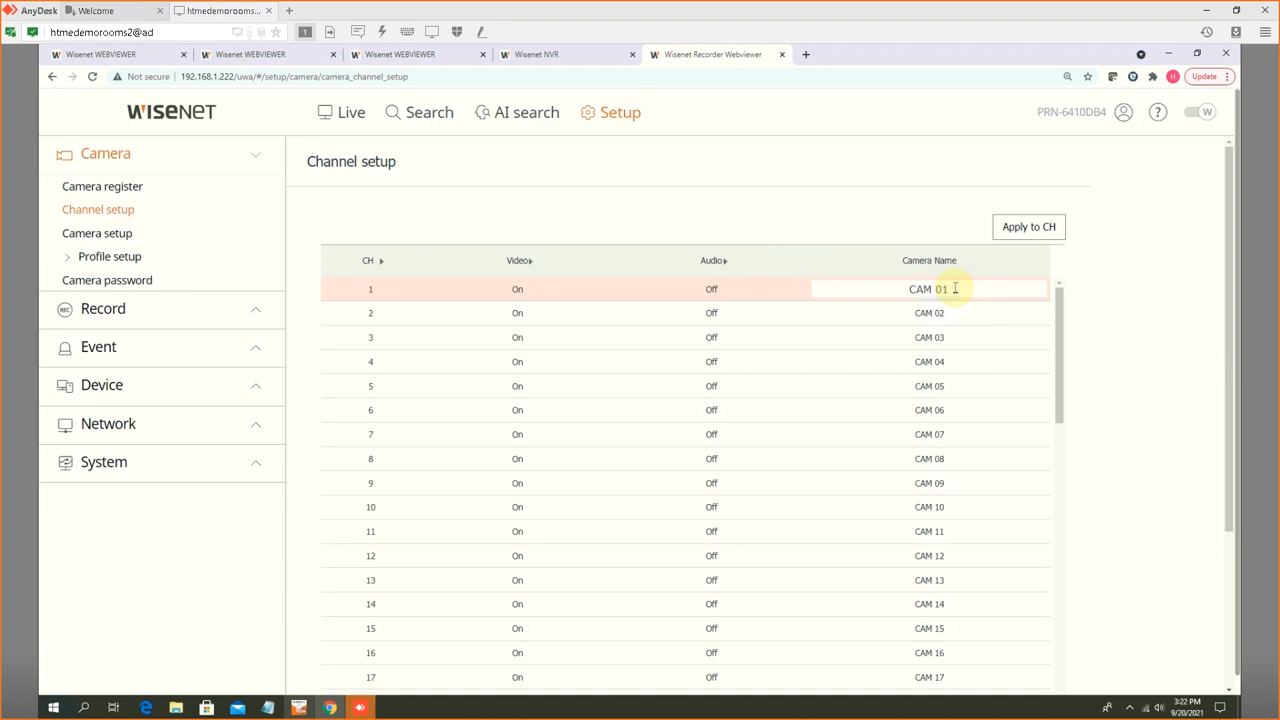 AnyDesk Welcome htmedemorooms...
htmedemorooms2@ad 1
Wisenet WEBVIEWER Wisenet WEBVIEWER Wisenet WEBVIEWER Wisenet NVR Wisenet Recorder Webviewer
Not secure 192.168.1.222/uwa/#/setup/camera/camera_channel_setup H Update
WISENET Live Search AI search Setup PRN-6410DB4 ? W
Camera
Camera register
Channel setup
Camera setup
Profile setup
Camera password
REC Record
Event
Device
Network
System
Channel setup
Apply to CH
CH Video Audio Camera Name
1 On Off CAM 01
2 On Off CAM 02
3 On Off CAM 03
4 On Off CAM 04
5 On Off CAM 05
6 On Off CAM 06
7 On Off CAM 07
8 On Off CAM 08
9 On Off CAM 09
10 On Off CAM 10
11 On Off CAM 11
12 On Off CAM 12
13 On Off CAM 13
14 On Off CAM 14
15 On Off CAM 15
16 On Off CAM 16
17 On Off CAM 17
3:22 PM
9/20/2021